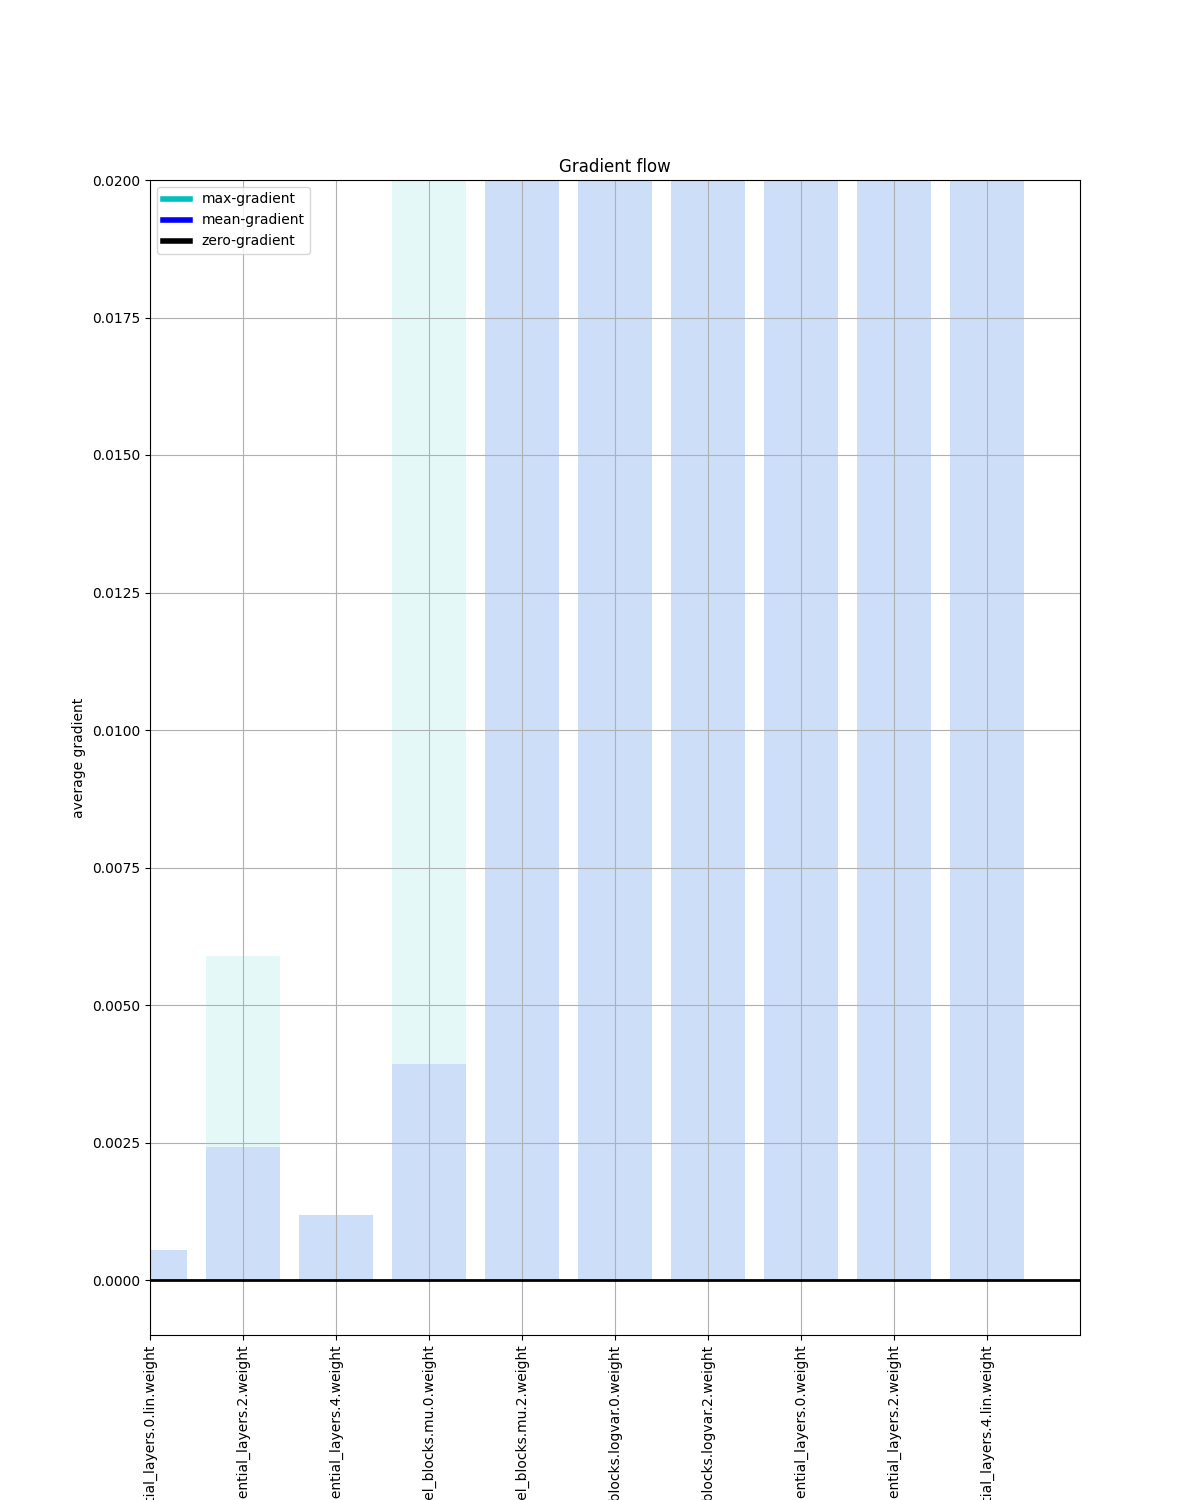 Gradient flow
max-gradient
mean-gradient
zero-gradient
average gradient
0.0200
0.0175
0.0150
0.0125
0.0100
0.0075
0.0050
0.0025
0.0000
tial_layers.0.lin.weight
ential_layers.2.weight
ential_layers.4.weight
el_blocks.mu.0.weight
el_blocks.mu.2.weight
blocks.logvar.0.weight
blocks.logvar.2.weight
ential_layers.0.weight
ential_layers.2.weight
tial_layers.4.lin.weight